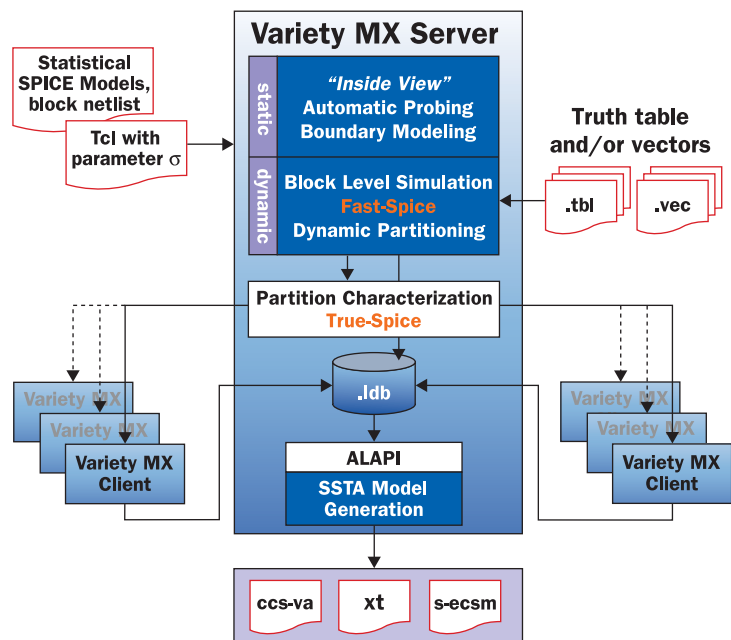 Variety MX Server
Statistical
SPICE Models,
block netlist
Tcl with
parameter σ
static
"Inside View"
Automatic Probing
Boundary Modeling
dynamic
Block Level Simulation
Fast-Spice
Dynamic Partitioning
Truth table
and/or vectors
.tbl
.vec
Partition Characterization
True-Spice
.ldb
Variety MX
Variety MX
Variety MX
Client
Variety MX
Variety MX
Variety MX
Client
ALAPI
SSTA Model
Generation
ccs-va
xt
s-ecsm